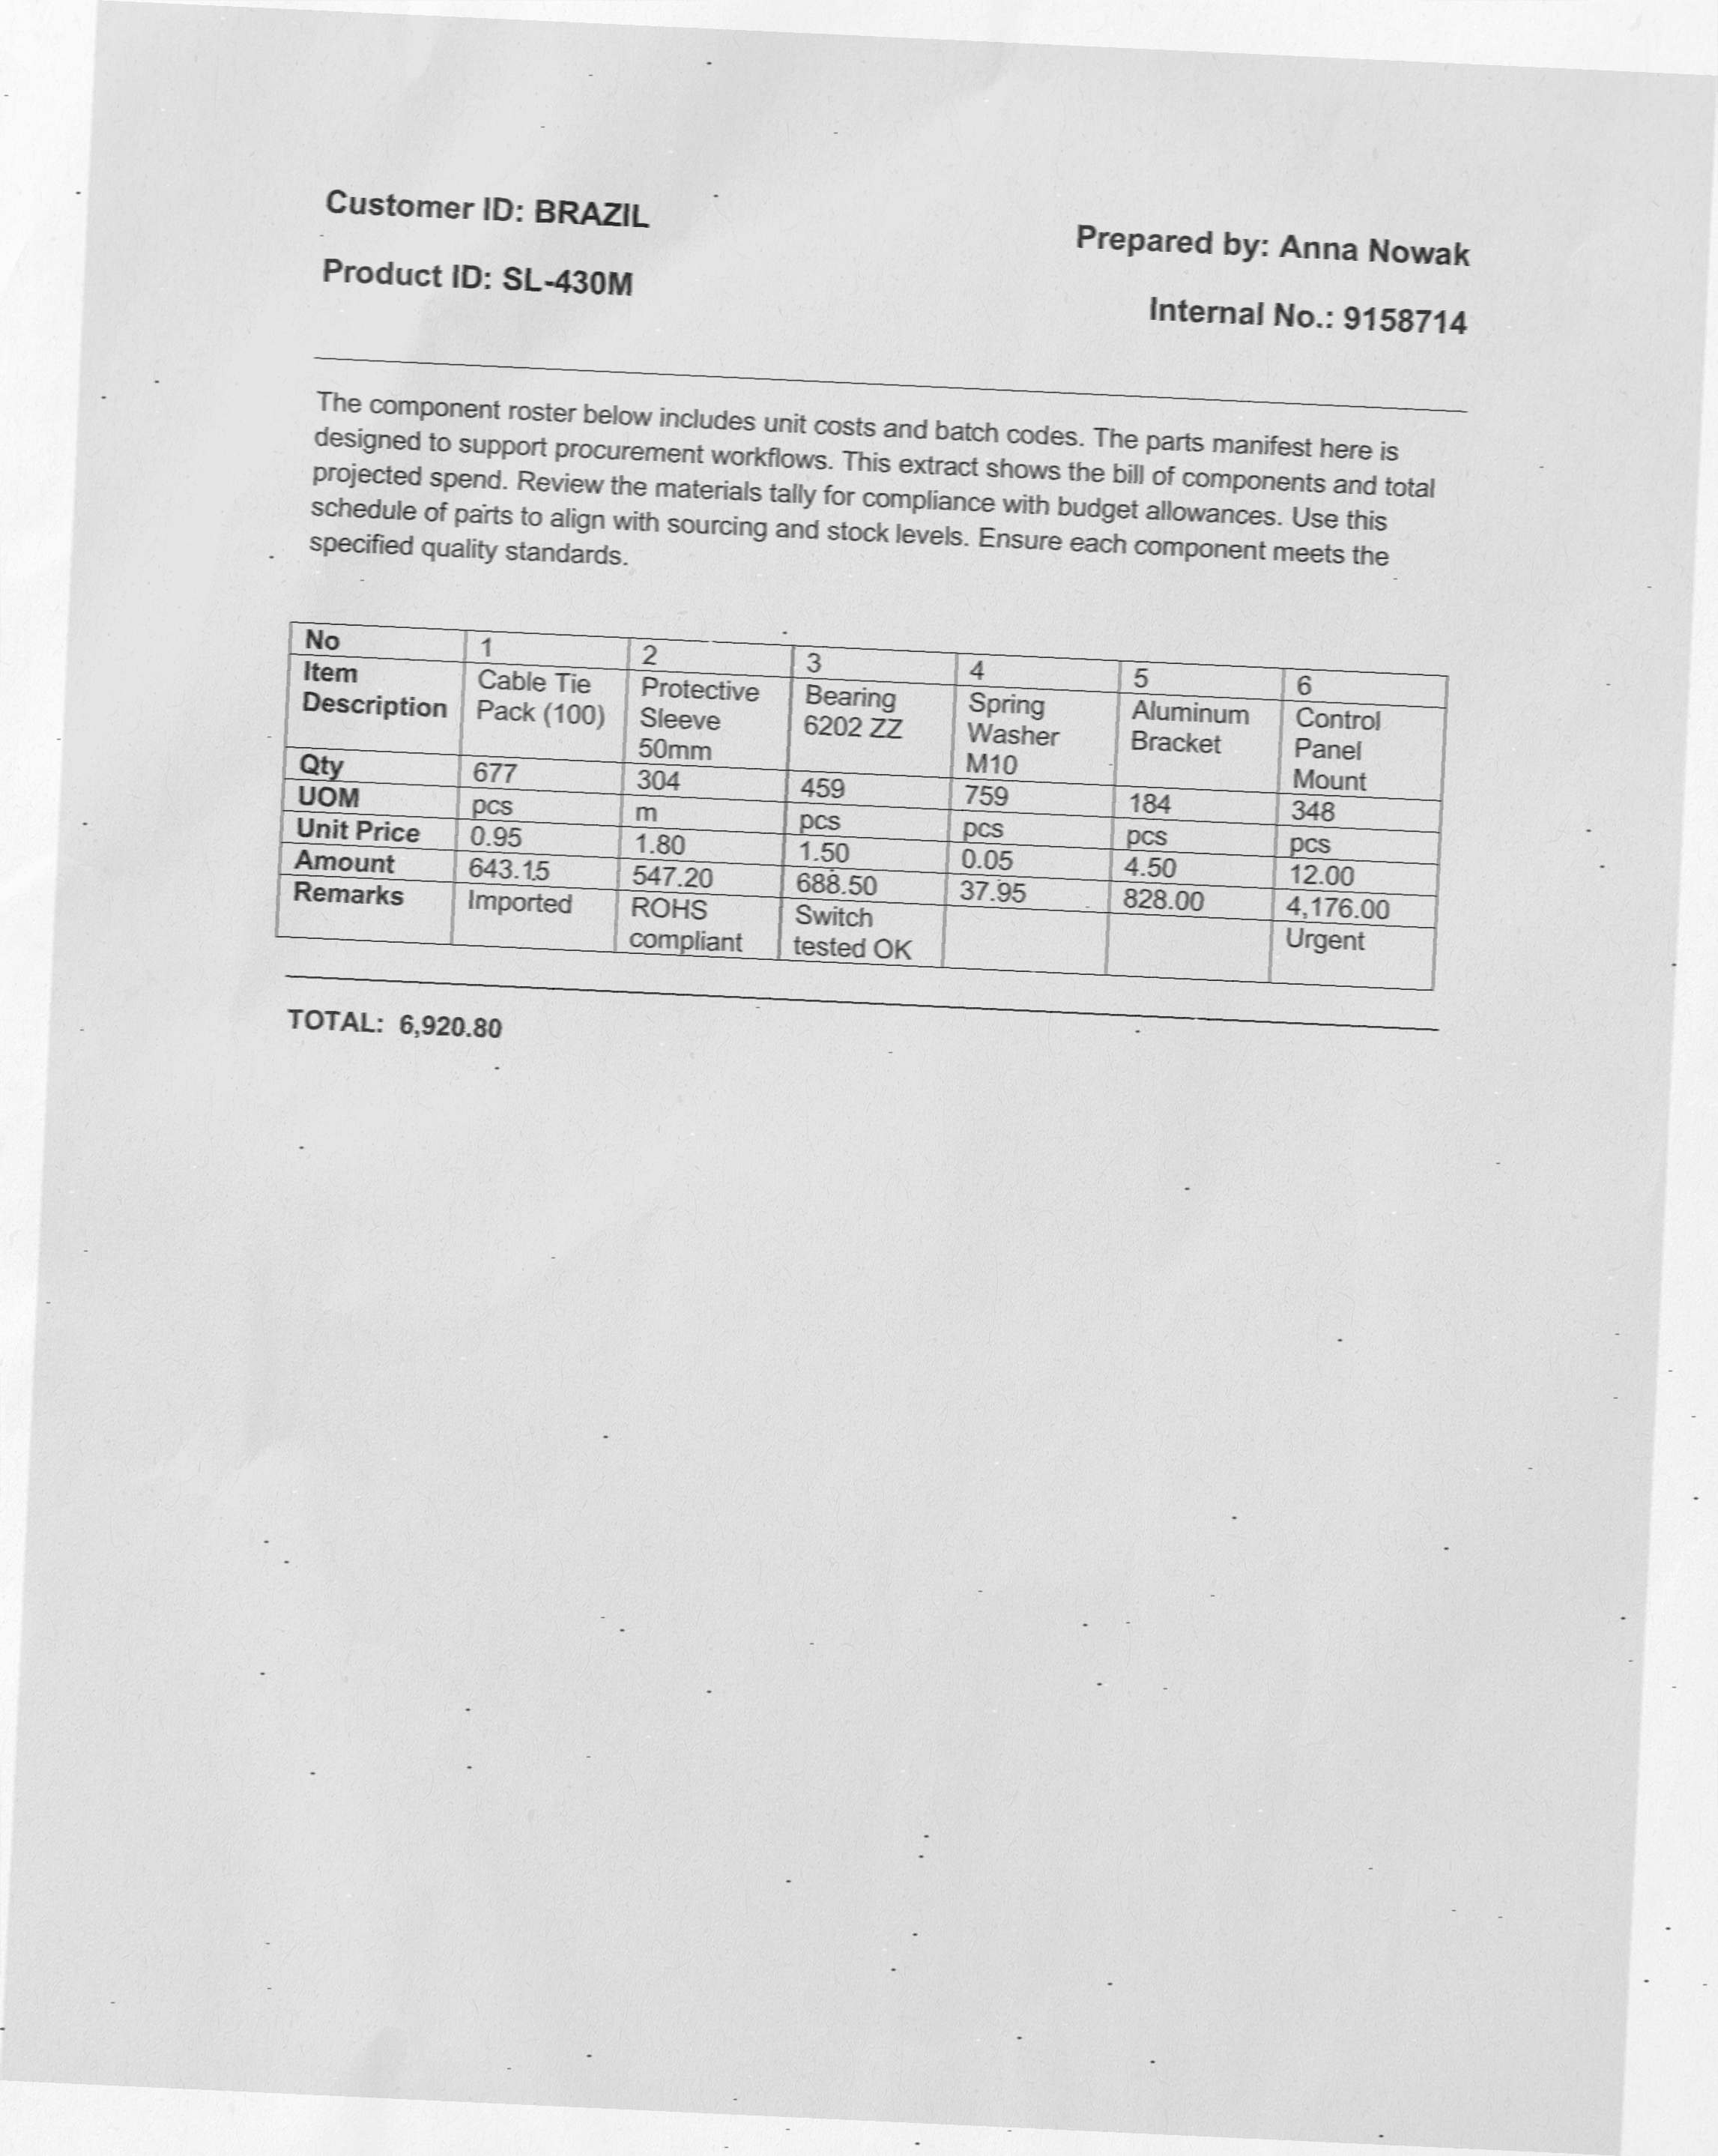 Customer ID: BRAZIL
Prepared by: Anna Nowak
Product ID: SL-430M
Internal No.: 9158714
The component roster below includes unit costs and batch codes. The parts manifest here is
designed to support procurement workflows. This extract shows the bill of components and total
projected spend. Review the materials tally for compliance with budget allowances. Use this
schedule of parts to align with sourcing and stock levels. Ensure each component meets the
specified quality standards.
No 1 2 3 4 5 6
Item Cable Tie Protective Bearing Spring Aluminum Control
Description Pack (100) Sleeve 6202 ZZ Washer Bracket Panel
50mm M10 Mount
Qty 677 304 459 759 184 348
UOM pcs m pcs pcs pcs pcs
Unit Price 0.95 1.80 1.50 0.05 4.50 12.00
Amount 643.15 547.20 688.50 37.95 828.00 4,176.00
Remarks Imported ROHS Switch Urgent
compliant tested OK
TOTAL: 6,920.80